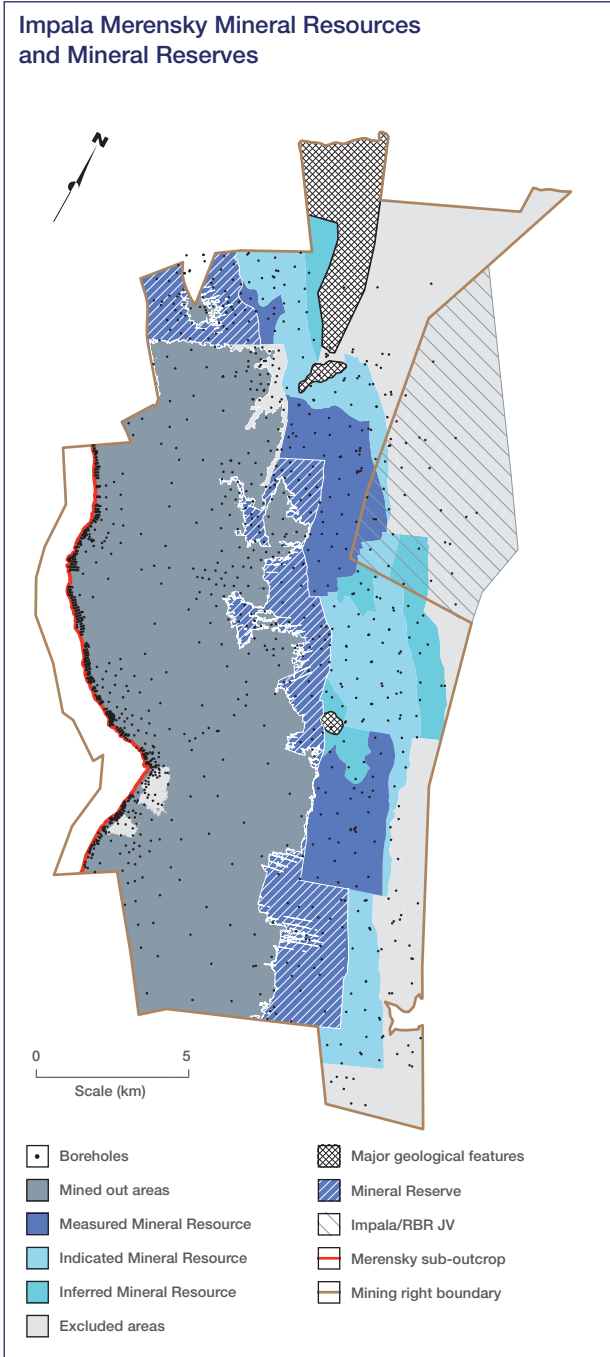 Impala Merensky Mineral Resources
and Mineral Reserves
N
0 5
Scale (km)
Boreholes
Mined out areas
Measured Mineral Resource
Indicated Mineral Resource
Inferred Mineral Resource
Excluded areas
Major geological features
Mineral Reserve
Impala/RBR JV
Merensky sub-outcrop
Mining right boundary